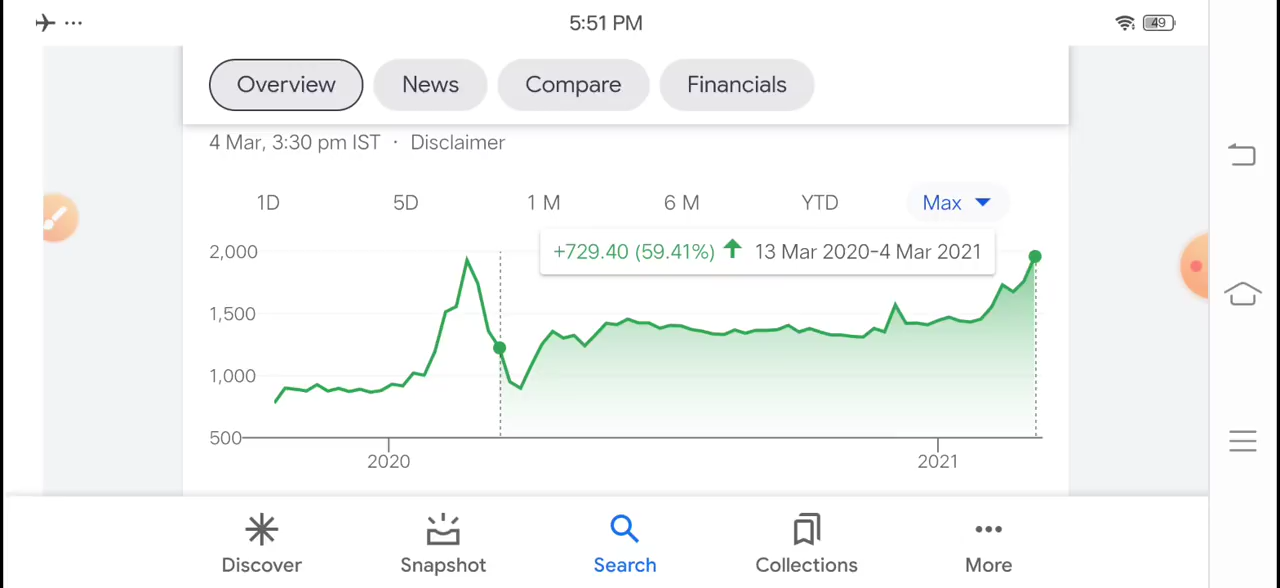 5:51 PM
49
Overview News Compare Financials
4 Mar, 3:30 pm IST · Disclaimer
1D 5D 1 M 6 M YTD Max
+729.40 (59.41%) 13 Mar 2020-4 Mar 2021
2,000
1,500
1,000
500
2020 2021
Discover Snapshot Search Collections More